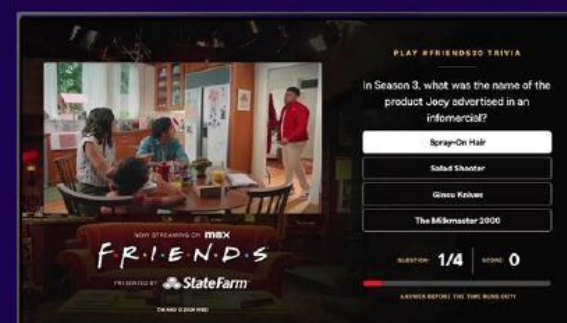 PLAY #FRIENDS30 TRIVIA
In Season 3, what was the name of the
product Joey advertised in an
infomercial?
Spray-On Hair
Salad Shooter
Ginsu Knives
The Milkmaster 2000
QUESTION: 1/4 SCORE: 0
ANSWER BEFORE THE TIME RUNS OUT!
NOW STREAMING ON max
F·R·I·E·N·D·S
PRESENTED BY StateFarm